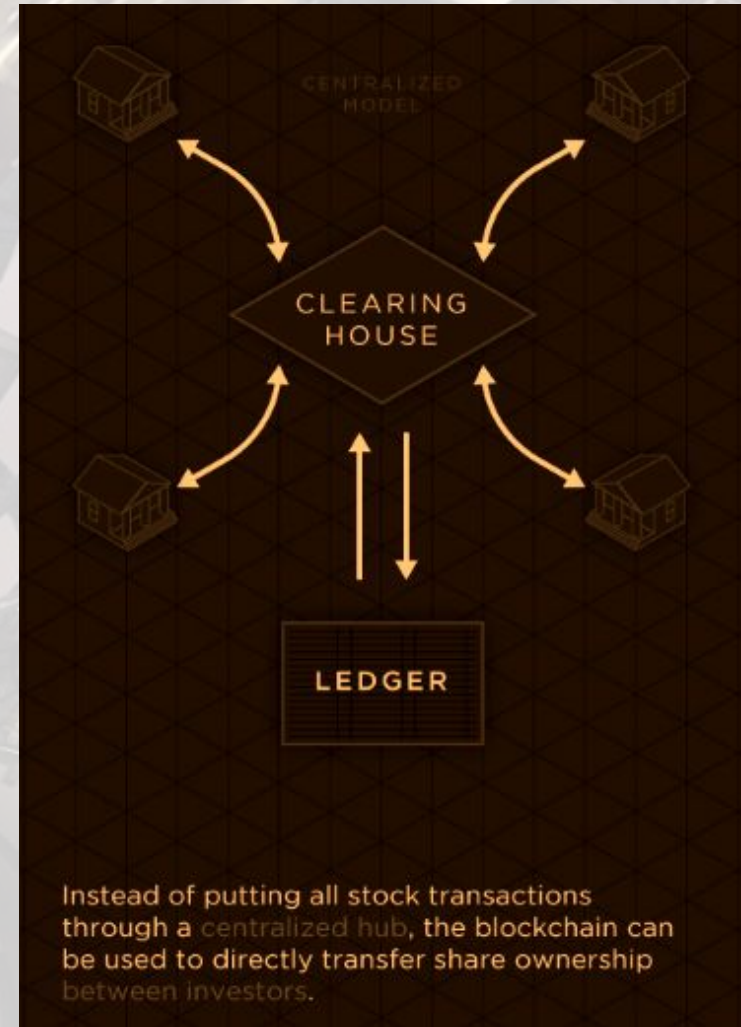 CENTRALIZED
MODEL
CLEARING
HOUSE
LEDGER
Instead of putting all stock transactions
through a centralized hub, the blockchain can
be used to directly transfer share ownership
between investors.